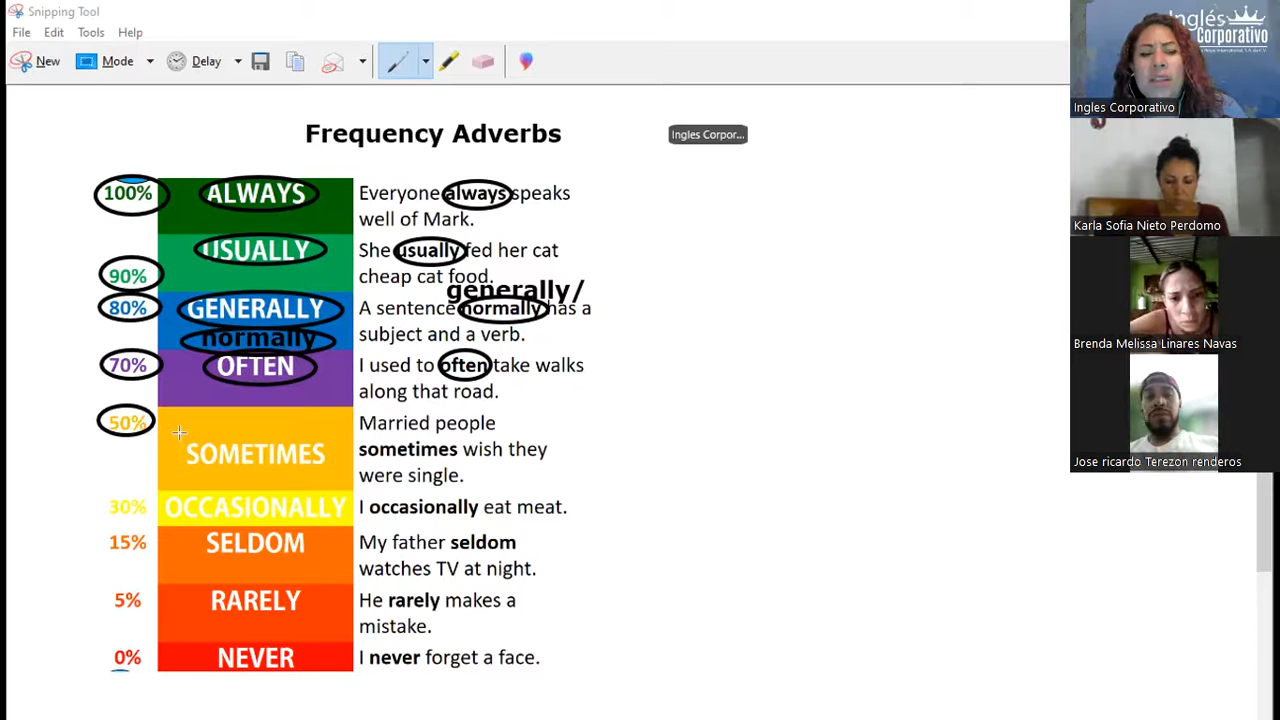 Snipping Tool
File Edit Tools Help
New Mode Delay
Inglés
Corporativo
Ingles Corporativo
Frequency Adverbs
Ingles Corpor...
100% ALWAYS Everyone always speaks
well of Mark.
USUALLY She usually fed her cat
90% cheap cat food.
generally/
80% GENERALLY A sentence normally has a
normally subject and a verb.
70% OFTEN I used to often take walks
along that road.
50% Married people
SOMETIMES sometimes wish they
were single.
30% OCCASIONALLY I occasionally eat meat.
15% SELDOM My father seldom
watches TV at night.
5% RARELY He rarely makes a
mistake.
0% NEVER I never forget a face.
Karla Sofia Nieto Perdomo
Brenda Melissa Linares Navas
Jose ricardo Terezon renderos